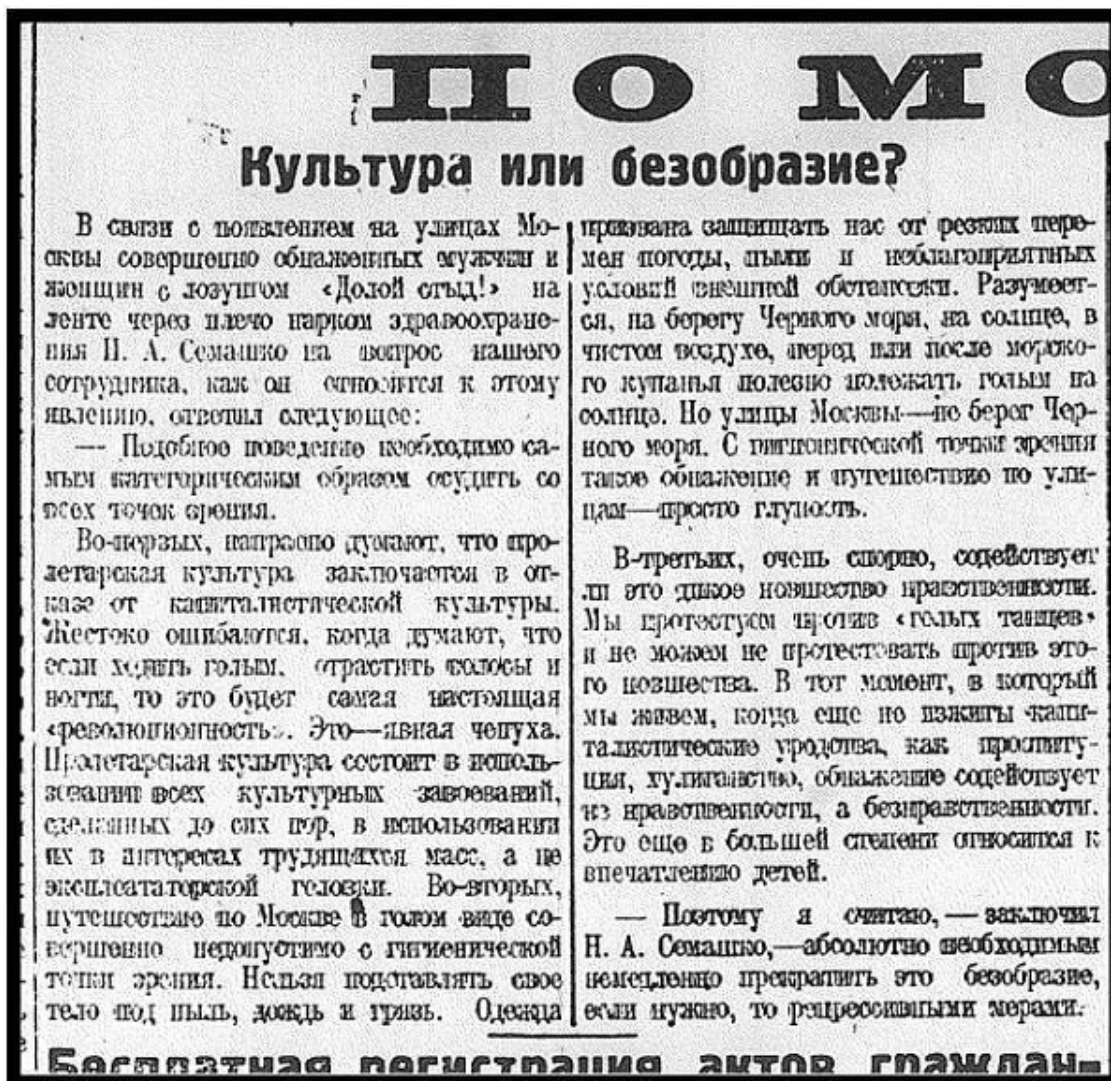 ПО МО
Культура или безобразие?
В связи с появлением на улицах Мо-
сквы совершенно обнаженных мужчин и
женщин с лозунгом «Долой стыд!» на
ленте через плечо нарком здравоохране-
ния Н. А. Семашко на вопрос нашего
сотрудника, как он относится к этому
явлению, ответил следующее:
— Подобное поведение необходимо са-
мым категорическим образом осудить со
всех точек зрения.
Во-первых, напрасно думают, что про-
летарская культура заключается в от-
казе от капиталистической культуры.
Жестоко ошибаются, когда думают, что
если ходить голым, отрастить волосы и
ногти, то это будет самая настоящая
«революционность». Это—явная чепуха.
Пролетарская культура состоит в исполь-
зовании всех культурных завоеваний,
сделанных до сих пор, в использовании
их в интересах трудящихся масс, а не
эксплоататорской головки. Во-вторых,
путешествие по Москве в голом виде со-
вершенно недопустимо с гигиенической
точки зрения. Нельзя подставлять свое
тело под пыль, дождь и грязь. Одежда
призвана защищать нас от резких пере-
мен погоды, пыли и неблагоприятных
условий внешней обстановки. Разумеет-
ся, на берегу Черного моря, на солнце, в
чистом воздухе, перед или после морско-
го купанья полезно полежать голым на
солнце. Но улицы Москвы—не берег Чер-
ного моря. С гигиенической точки зрения
такое обнажение и путешествие по ули-
цам—просто глупость.
В-третьих, очень спорно, содействует
ли это дикое новшество нравственности.
Мы протестуем против «голых танцев»
и не можем не протестовать против это-
го новшества. В тот момент, в который
мы живем, когда еще не изжиты капи-
талистические уродства, как проститу-
ция, хулиганство, обнажение содействует
не нравственности, а безнравственности.
Это еще в большей степени относится к
впечатлению детей.
— Поэтому я считаю,—заключил
Н. А. Семашко,—абсолютно необходимым
немедленно прекратить это безобразие,
если нужно, то репрессивными мерами.
Бесплатная регистрация актов граждан-